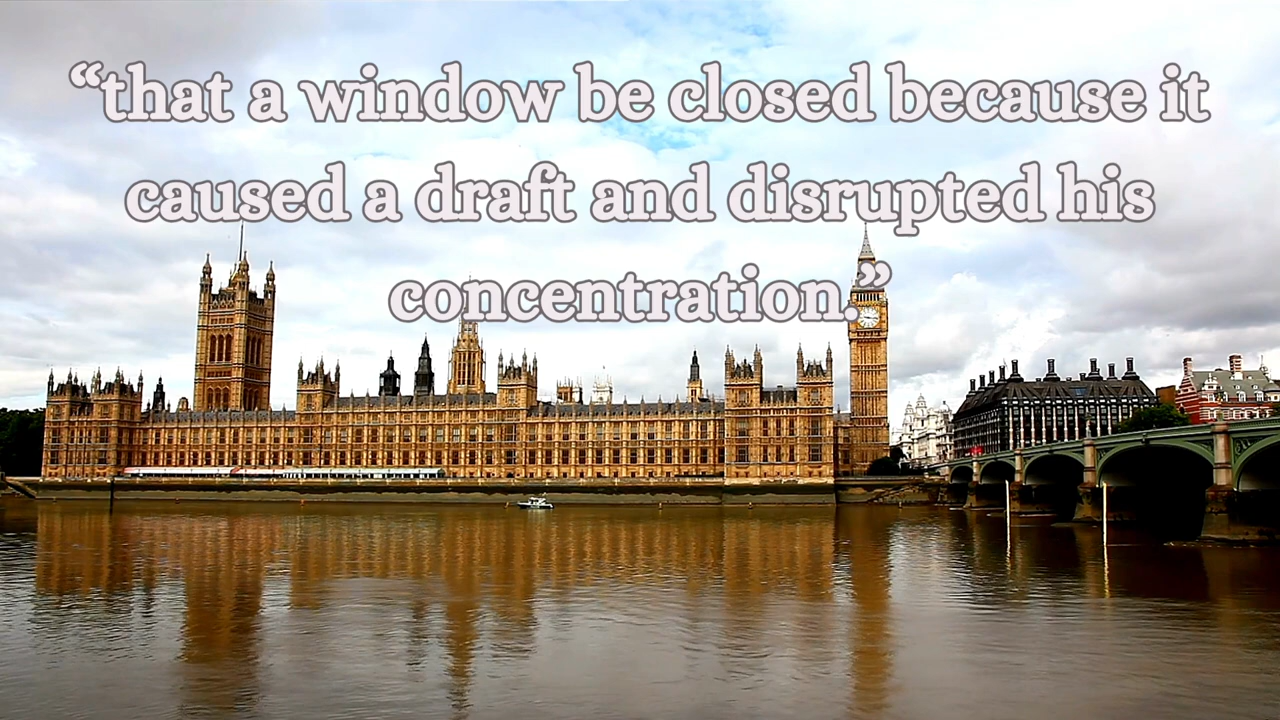 “that a window be closed because it
caused a draft and disrupted his
concentration.”